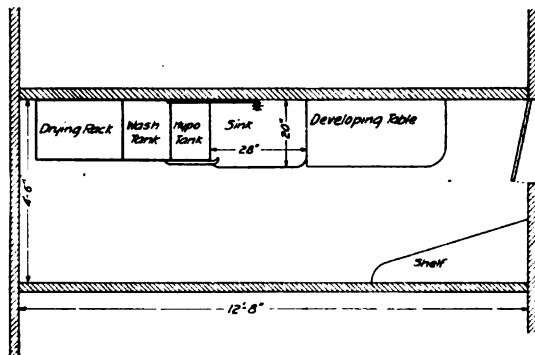 Drying Rack
Wash
Tank
Hypo
Tank
Sink
28"
20"
Developing Table
4'-6"
Shelf
12'-8"